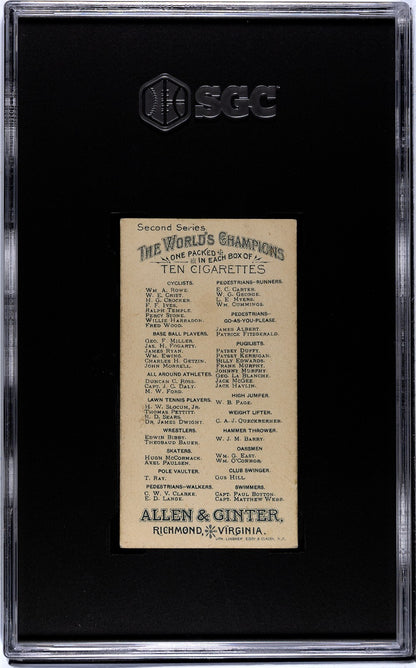 SGC
Second Series
THE WORLD'S CHAMPIONS
ONE PACKED IN EACH BOX OF
TEN CIGARETTES
CYCLISTS.
WM A. ROWE.
W. E. CRIST.
H. G. CROCKER.
F. F. IVES.
RALPH TEMPLE.
PERCY STONE.
WILLIE HARRADON.
FRED WOOD.
BASE BALL PLAYERS.
GEO. F. MILLER.
JAS. H. FOGARTY.
JAMES RYAN.
WM. EWING.
CHARLES H. GETZIN.
JOHN MORRELL.
ALL AROUND ATHLETES.
DUNCAN C. ROSS.
CAPT. J. C. DALY.
M. W. FORD.
LAWN TENNIS PLAYERS.
H. W. SLOCUM, JR.
THOMAS PETTITT.
R. D. SEARS.
DR. JAMES DWIGHT.
WRESTLERS.
EDWIN BIBBY.
THEOBAUD BAUER.
SKATERS.
HUGH MCCORMACK.
AXEL PAULSEN.
POLE VAULTER.
T. RAY.
PEDESTRIANS-WALKERS.
C. W. V. CLARKE.
E. D. LANGE.
PEDESTRIANS-RUNNERS.
E. C. CARTER.
W. G. GEORGE.
L. E. MYERS.
WM. CUMMINGS.
PEDESTRIANS-
GO-AS-YOU-PLEASE.
JAMES ALBERT.
PATRICK FITZGERALD.
PUGILISTS.
PATSEY DUFFY.
PATSEY KERRIGAN.
BILLY EDWARDS.
FRANK MURPHY.
JOHNNY MURPHY.
GEO. LA BLANCHE.
JACK MCGEE.
JACK HAVLIN.
HIGH JUMPER.
W. B. PAGE.
WEIGHT LIFTER.
C. A. J. QUECKBERNER.
HAMMER THROWER.
W. J. M. BARRY.
OARSMEN
WM. G. EAST.
WM. O'CONNOR.
CLUB SWINGER.
GUS HILL.
SWIMMERS.
CAPT. PAUL BOYTON.
CAPT. MATTHEW WEBB.
ALLEN & GINTER,
RICHMOND, VIRGINIA.
LITH. LINDNER, EDDY & CLAUSS, N.Y.